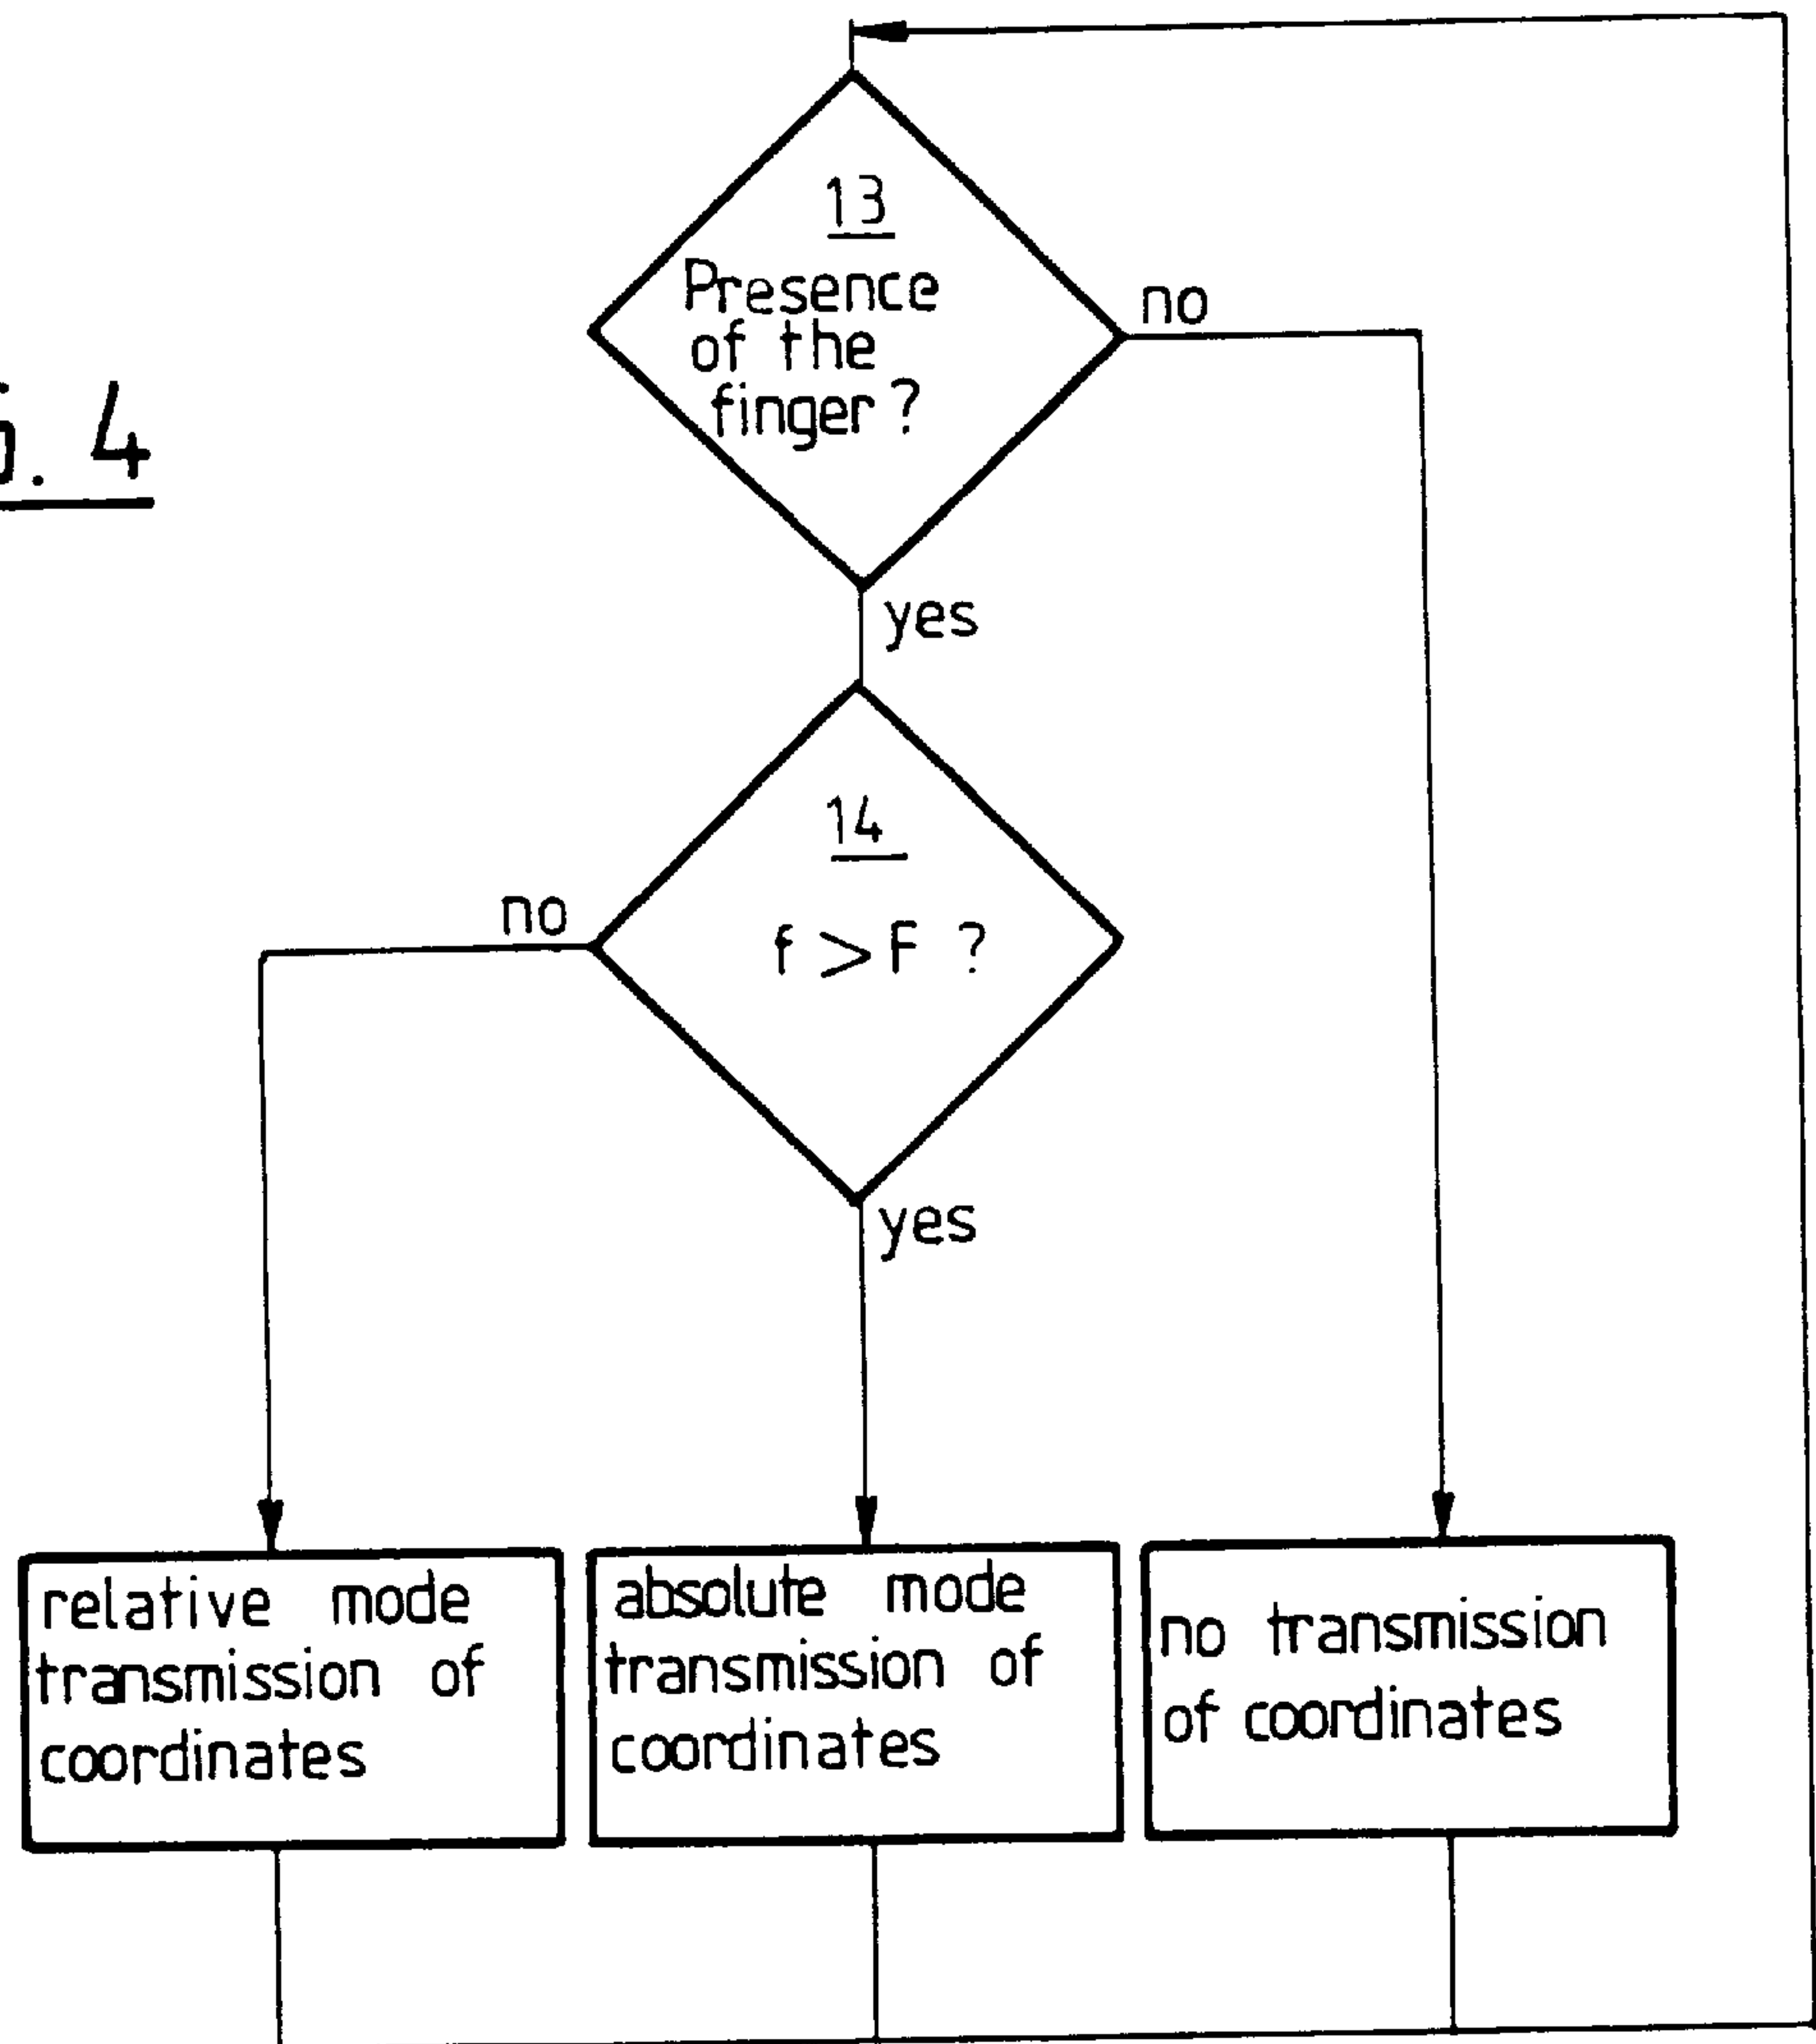 13
Presence
of the
finger?
no
. 4
yes
14
no
f > F ?
yes
relative mode
transmission of
coordinates
absolute mode
transmission of
coordinates
no transmission
of coordinates